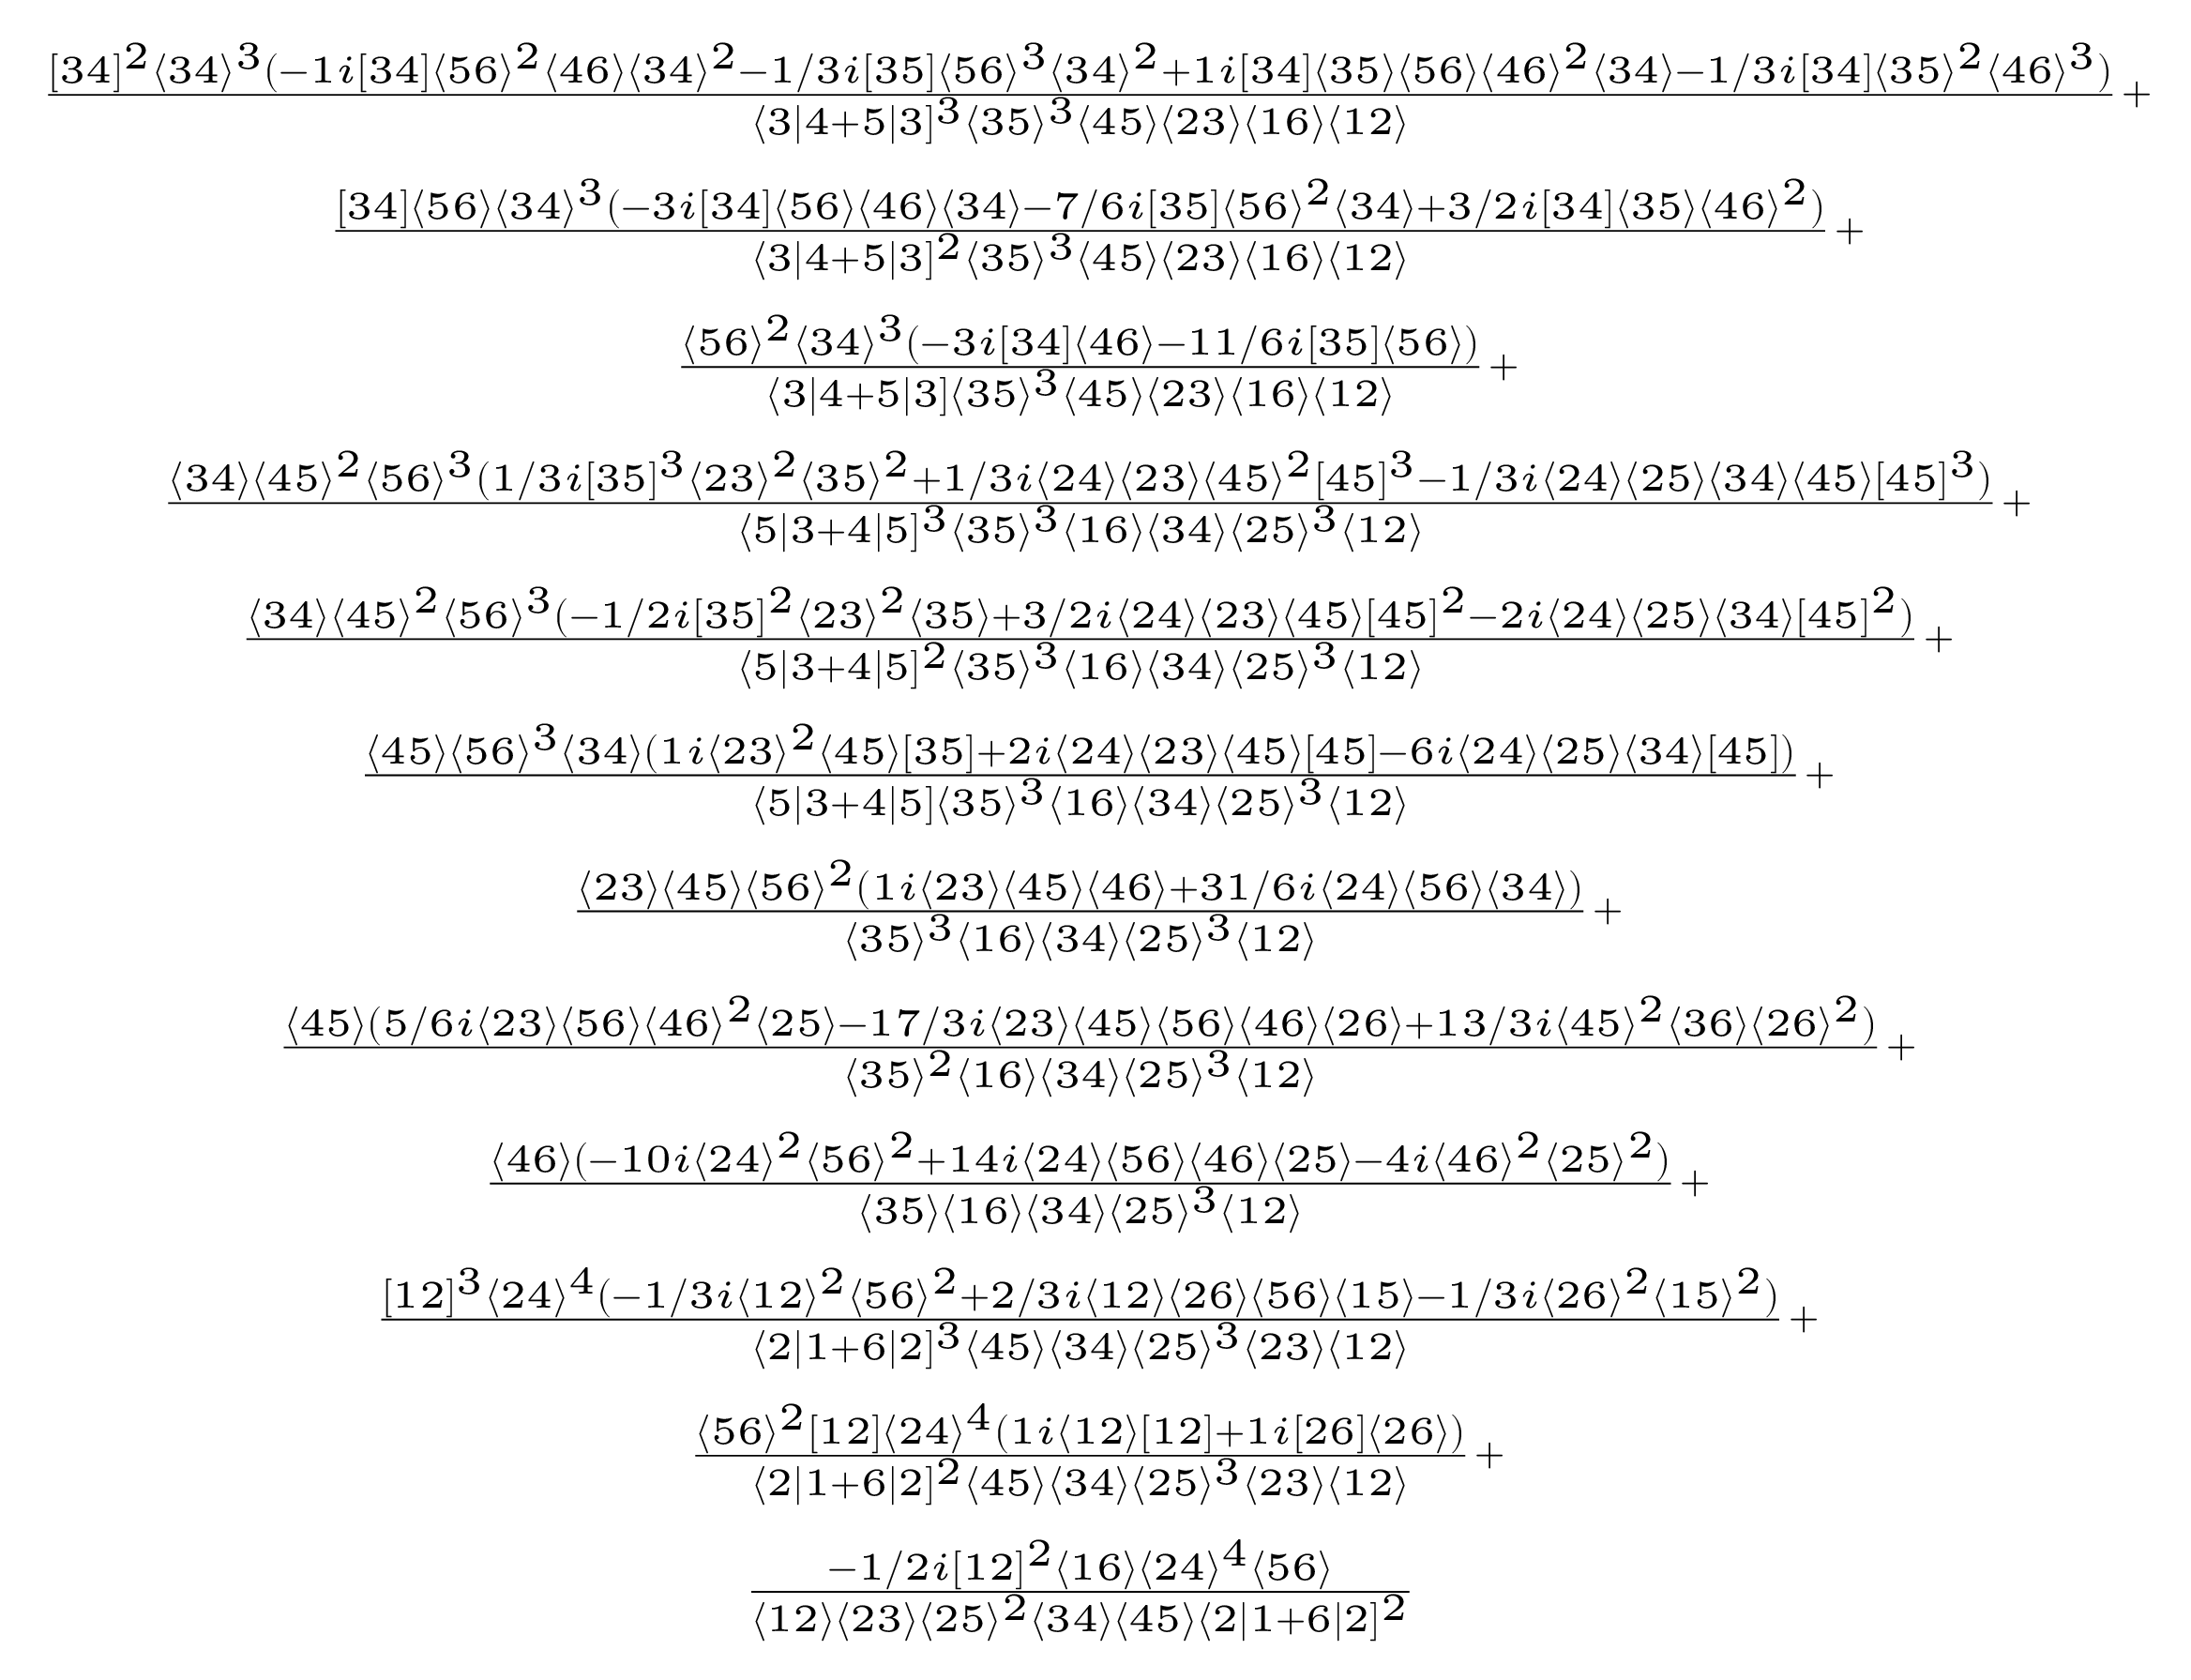 \frac{[34]^2⟨34⟩^3(−1i[34]⟨56⟩^2⟨46⟩⟨34⟩^2−1/3i[35]⟨56⟩^3⟨34⟩^2+1i[34]⟨35⟩⟨56⟩⟨46⟩^2⟨34⟩−1/3i[34]⟨35⟩^2⟨46⟩^3)}{⟨3|4+5|3]^3⟨35⟩^3⟨45⟩⟨23⟩⟨16⟩⟨12⟩}+
\frac{[34]⟨56⟩⟨34⟩^3(−3i[34]⟨56⟩⟨46⟩⟨34⟩−7/6i[35]⟨56⟩^2⟨34⟩+3/2i[34]⟨35⟩⟨46⟩^2)}{⟨3|4+5|3]^2⟨35⟩^3⟨45⟩⟨23⟩⟨16⟩⟨12⟩}+
\frac{⟨56⟩^2⟨34⟩^3(−3i[34]⟨46⟩−11/6i[35]⟨56⟩)}{⟨3|4+5|3]⟨35⟩^3⟨45⟩⟨23⟩⟨16⟩⟨12⟩}+
\frac{⟨34⟩⟨45⟩^2⟨56⟩^3(1/3i[35]^3⟨23⟩^2⟨35⟩^2+1/3i⟨24⟩⟨23⟩⟨45⟩^2[45]^3−1/3i⟨24⟩⟨25⟩⟨34⟩⟨45⟩[45]^3)}{⟨5|3+4|5]^3⟨35⟩^3⟨16⟩⟨34⟩⟨25⟩^3⟨12⟩}+
\frac{⟨34⟩⟨45⟩^2⟨56⟩^3(−1/2i[35]^2⟨23⟩^2⟨35⟩+3/2i⟨24⟩⟨23⟩⟨45⟩[45]^2−2i⟨24⟩⟨25⟩⟨34⟩[45]^2)}{⟨5|3+4|5]^2⟨35⟩^3⟨16⟩⟨34⟩⟨25⟩^3⟨12⟩}+
\frac{⟨45⟩⟨56⟩^3⟨34⟩(1i⟨23⟩^2⟨45⟩[35]+2i⟨24⟩⟨23⟩⟨45⟩[45]−6i⟨24⟩⟨25⟩⟨34⟩[45])}{⟨5|3+4|5]⟨35⟩^3⟨16⟩⟨34⟩⟨25⟩^3⟨12⟩}+
\frac{⟨23⟩⟨45⟩⟨56⟩^2(1i⟨23⟩⟨45⟩⟨46⟩+31/6i⟨24⟩⟨56⟩⟨34⟩)}{⟨35⟩^3⟨16⟩⟨34⟩⟨25⟩^3⟨12⟩}+
\frac{⟨45⟩(5/6i⟨23⟩⟨56⟩⟨46⟩^2⟨25⟩−17/3i⟨23⟩⟨45⟩⟨56⟩⟨46⟩⟨26⟩+13/3i⟨45⟩^2⟨36⟩⟨26⟩^2)}{⟨35⟩^2⟨16⟩⟨34⟩⟨25⟩^3⟨12⟩}+
\frac{⟨46⟩(−10i⟨24⟩^2⟨56⟩^2+14i⟨24⟩⟨56⟩⟨46⟩⟨25⟩−4i⟨46⟩^2⟨25⟩^2)}{⟨35⟩⟨16⟩⟨34⟩⟨25⟩^3⟨12⟩}+
\frac{[12]^3⟨24⟩^4(−1/3i⟨12⟩^2⟨56⟩^2+2/3i⟨12⟩⟨26⟩⟨56⟩⟨15⟩−1/3i⟨26⟩^2⟨15⟩^2)}{⟨2|1+6|2]^3⟨45⟩⟨34⟩⟨25⟩^3⟨23⟩⟨12⟩}+
\frac{⟨56⟩^2[12]⟨24⟩^4(1i⟨12⟩[12]+1i[26]⟨26⟩)}{⟨2|1+6|2]^2⟨45⟩⟨34⟩⟨25⟩^3⟨23⟩⟨12⟩}+
\frac{−1/2i[12]^2⟨16⟩⟨24⟩^4⟨56⟩}{⟨12⟩⟨23⟩⟨25⟩^2⟨34⟩⟨45⟩⟨2|1+6|2]^2}